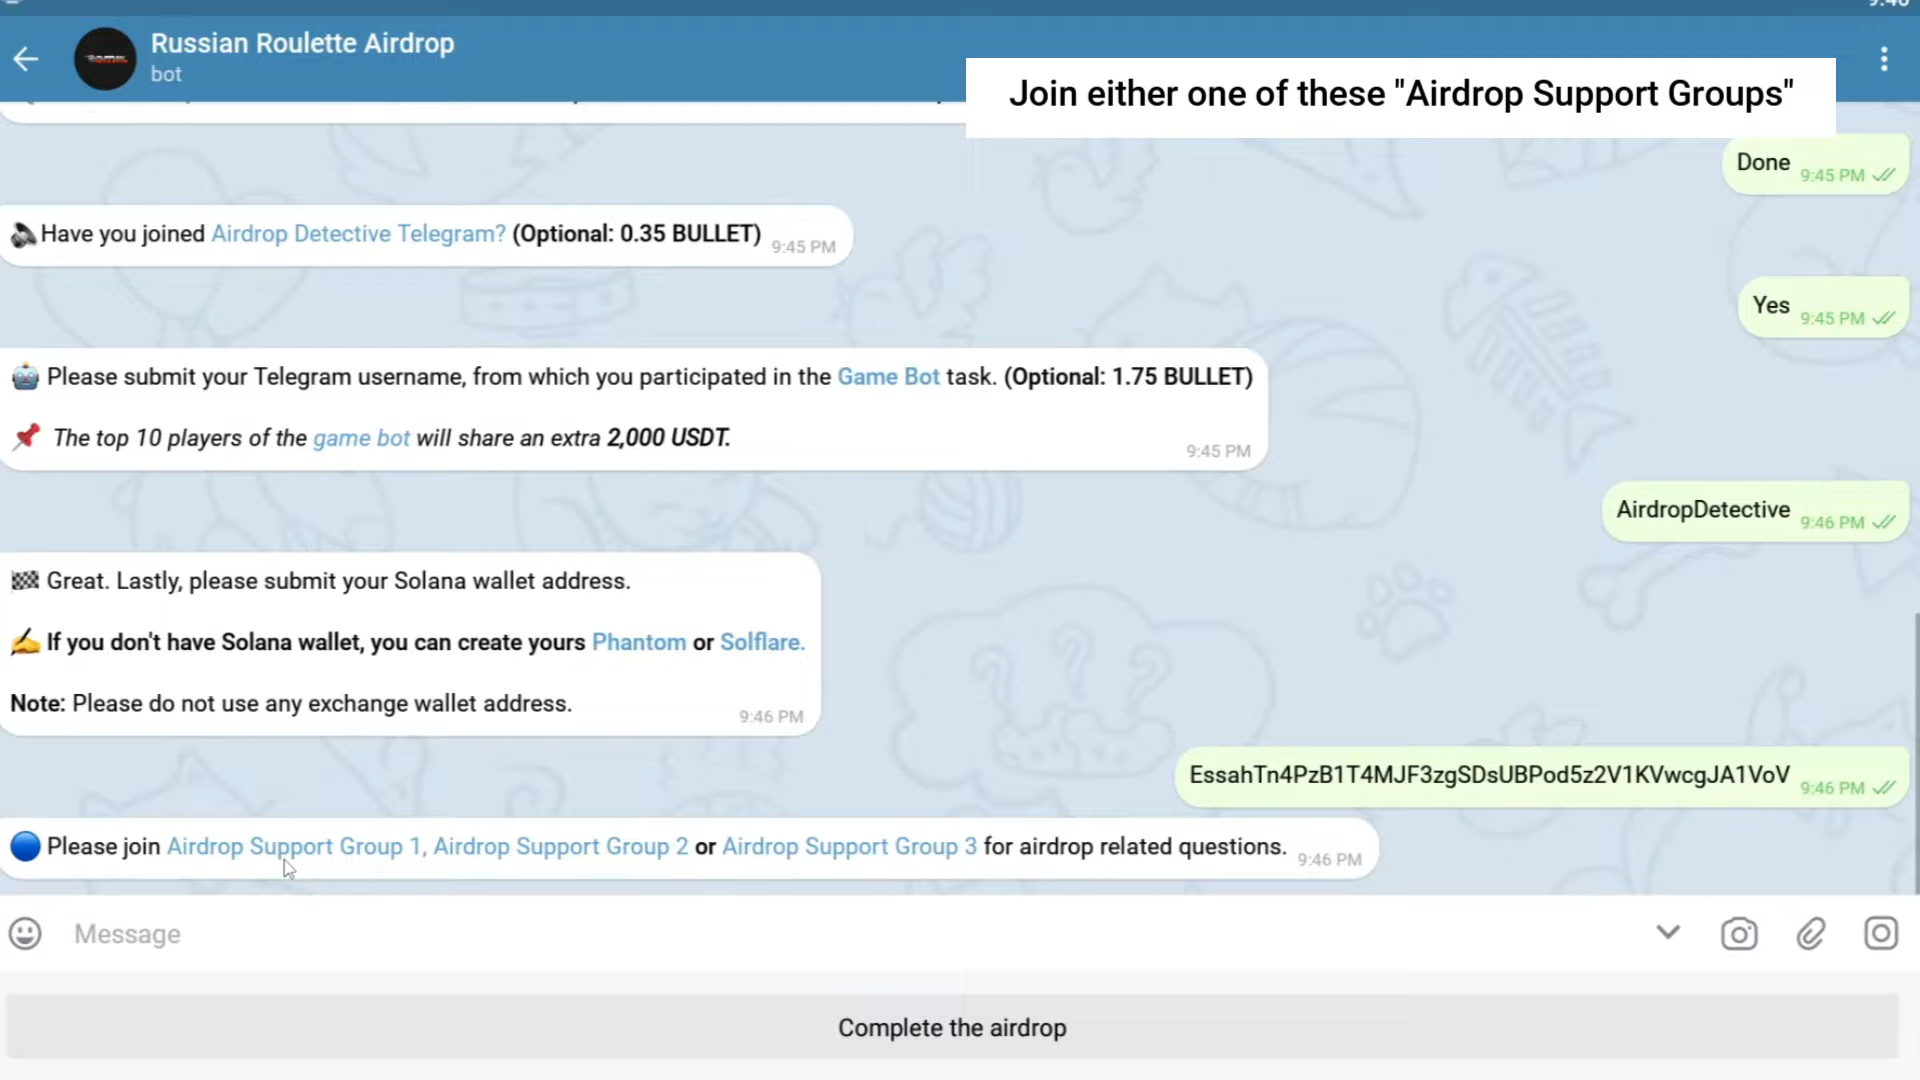 Russian Roulette Airdrop
bot
Join either one of these "Airdrop Support Groups"
Done 9:45 PM
Have you joined Airdrop Detective Telegram? (Optional: 0.35 BULLET) 9:45 PM
Yes 9:45 PM
Please submit your Telegram username, from which you participated in the Game Bot task. (Optional: 1.75 BULLET)
The top 10 players of the game bot will share an extra 2,000 USDT.
9:45 PM
AirdropDetective 9:46 PM
Great. Lastly, please submit your Solana wallet address.
If you don't have Solana wallet, you can create yours Phantom or Solflare.
Note: Please do not use any exchange wallet address.
9:46 PM
EssahTn4PzB1T4MJF3zgSDsUBPod5z2V1KVwcgJA1VoV 9:46 PM
Please join Airdrop Support Group 1, Airdrop Support Group 2 or Airdrop Support Group 3 for airdrop related questions. 9:46 PM
Message
Complete the airdrop